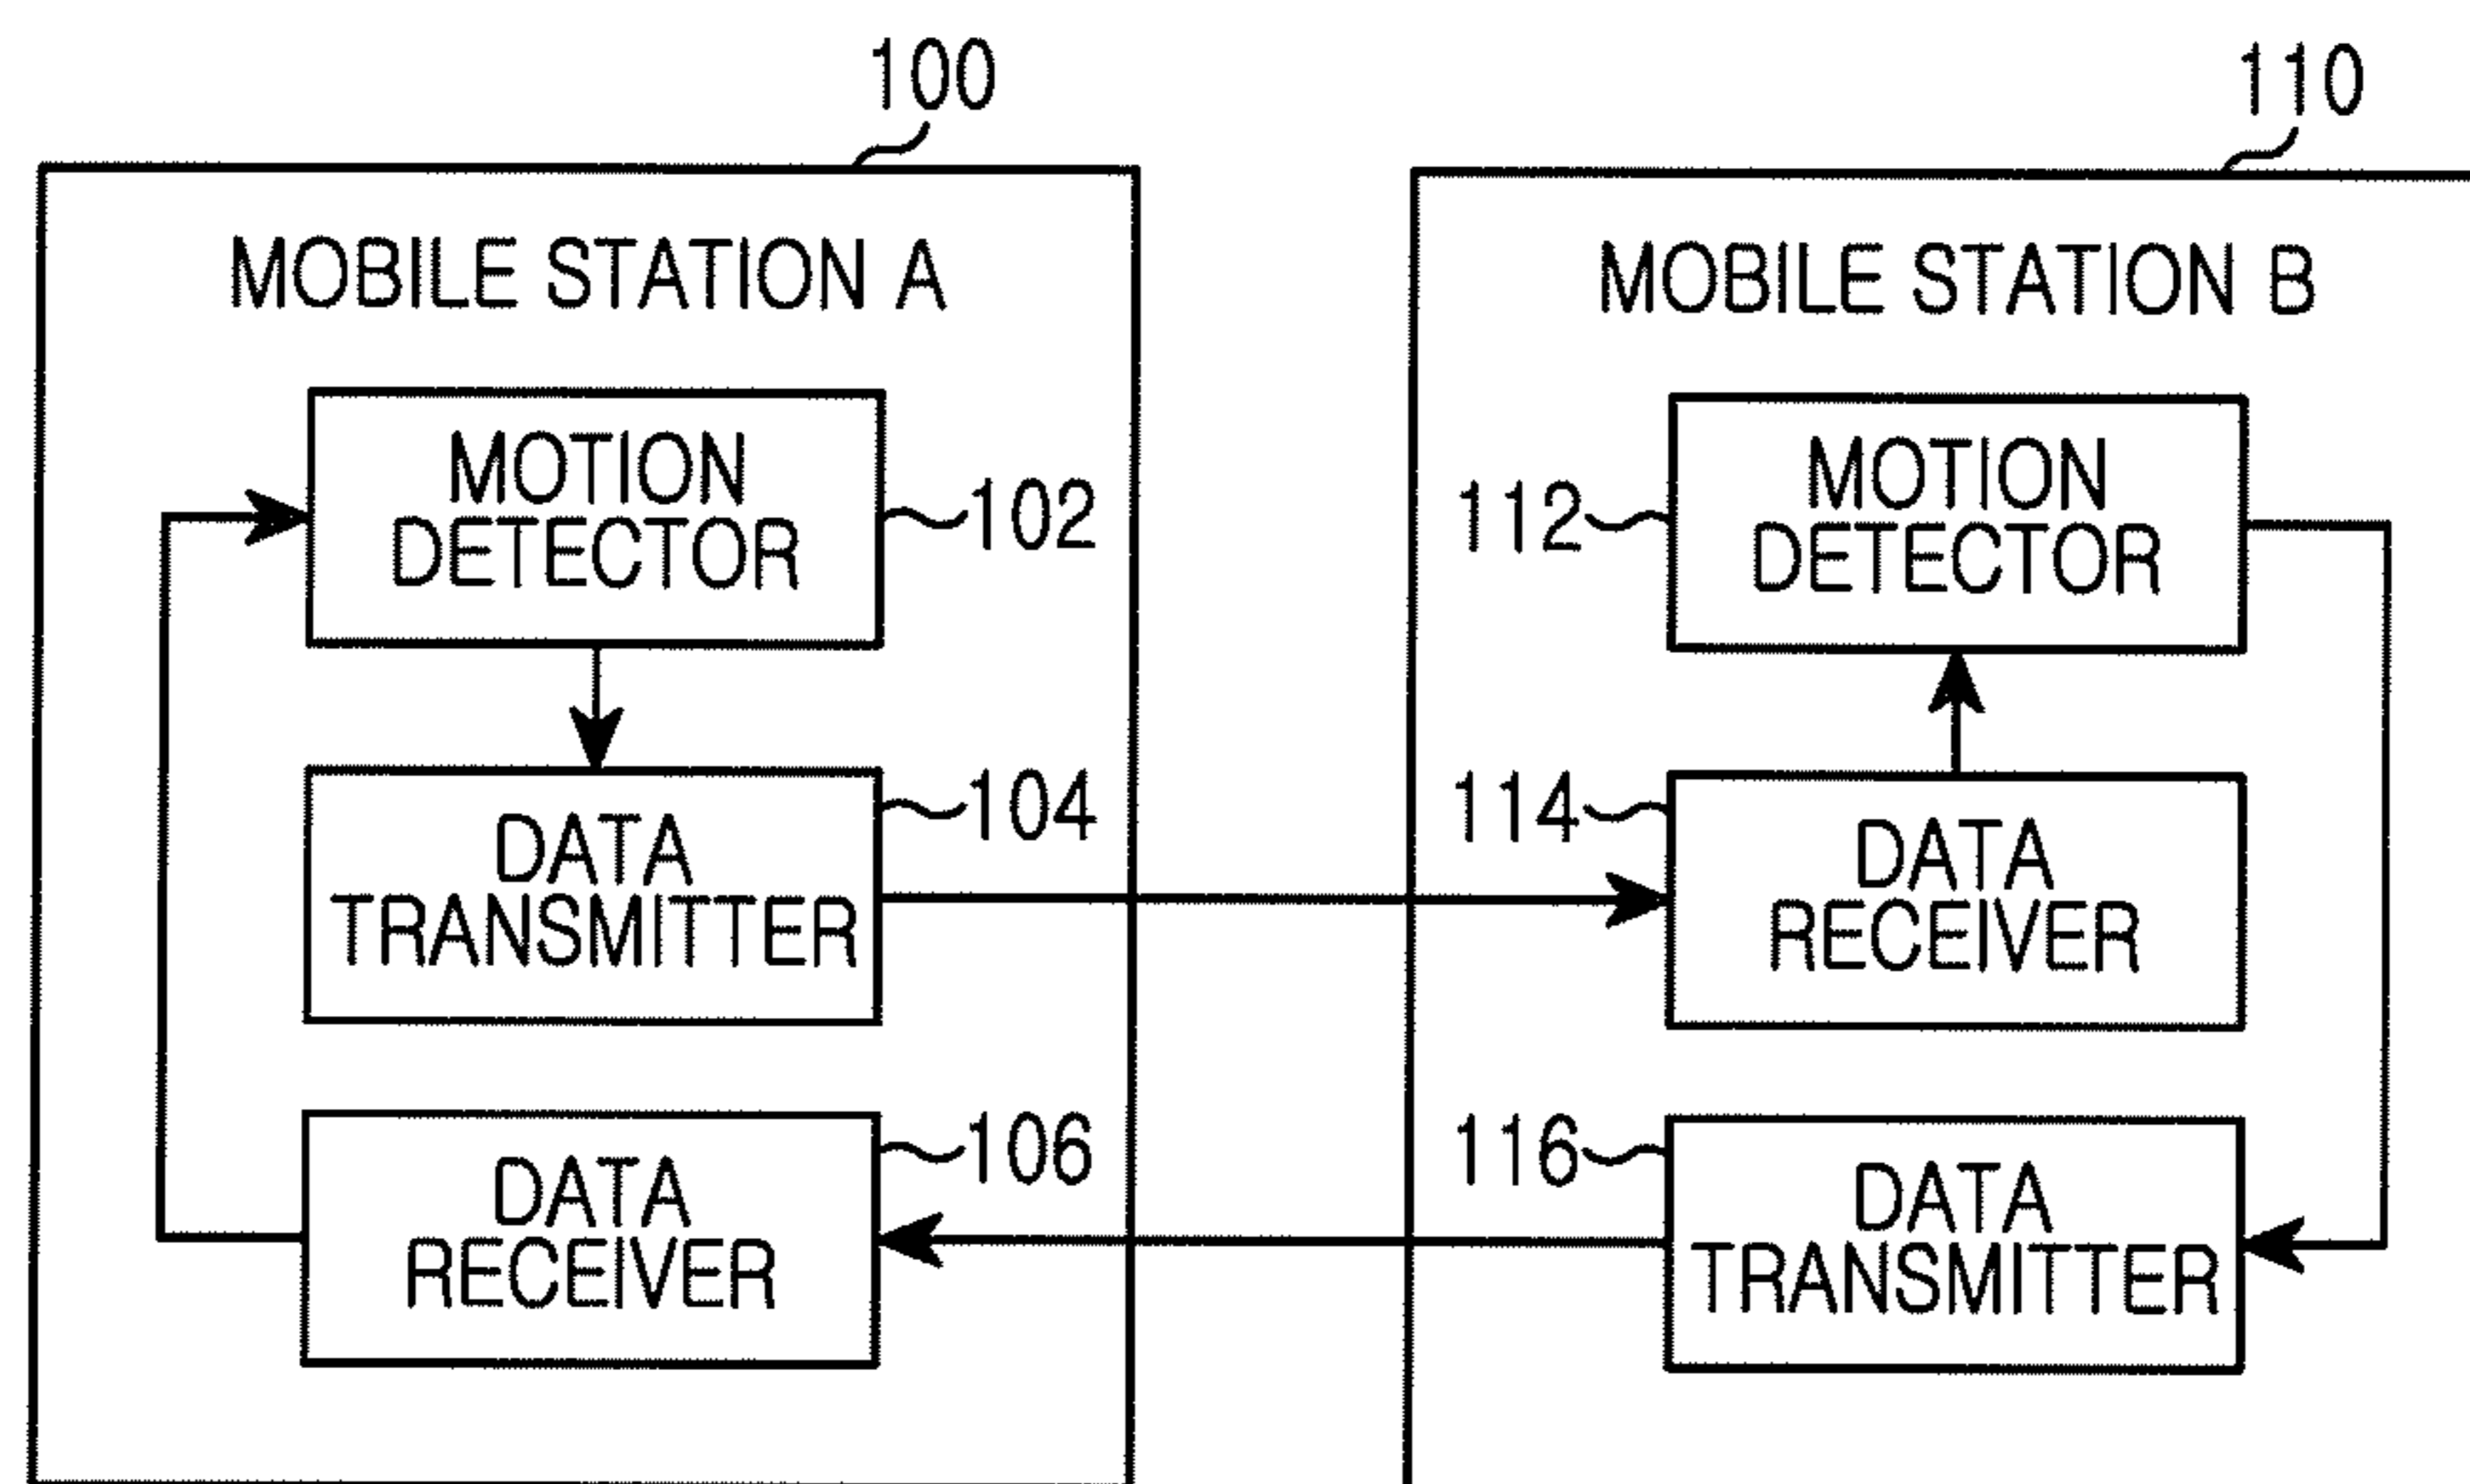 100
110
MOBILE STATION A
MOBILE STATION B
MOTION
DETECTOR
102
112
MOTION
DETECTOR
DATA
TRANSMITTER
104
114
DATA
RECEIVER
DATA
RECEIVER
106
116
DATA
TRANSMITTER